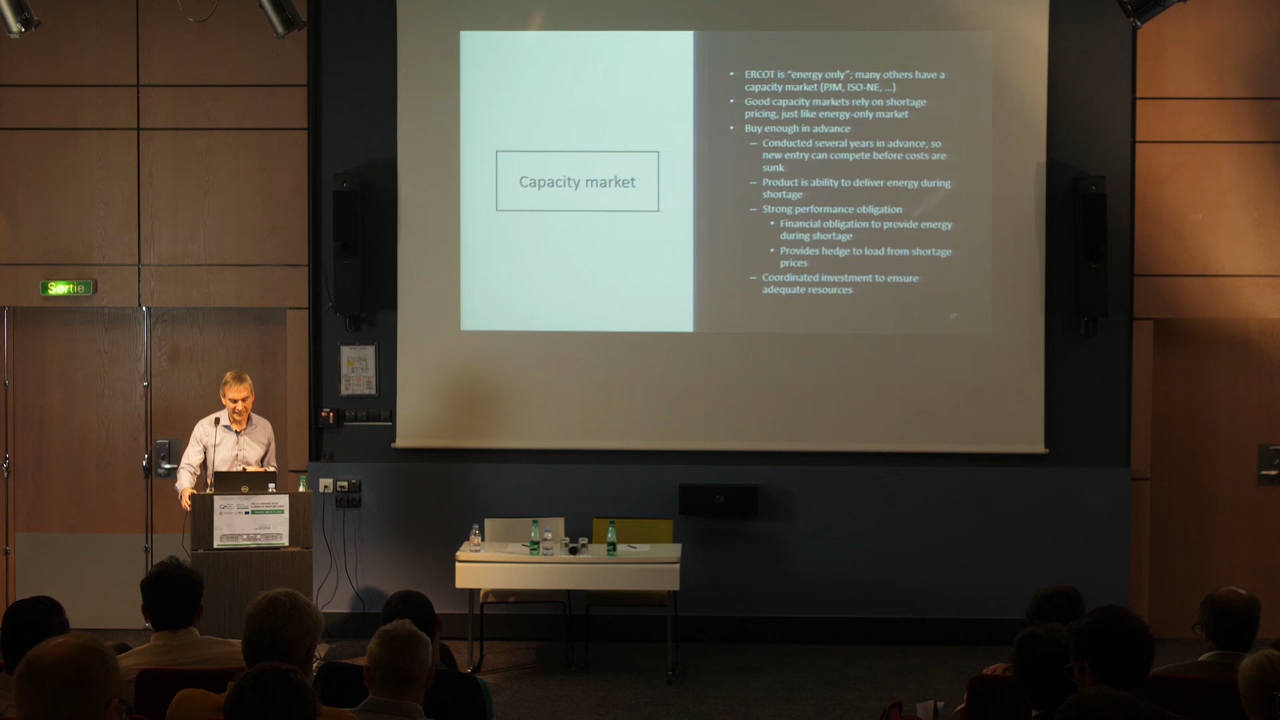 Capacity market
• ERCOT is “energy only”; many others have a
capacity market (PJM, ISO-NE, ...)
• Good capacity markets rely on shortage
pricing, just like energy-only market
• Buy enough in advance
– Conducted several years in advance, so
new entry can compete before costs are
sunk
– Product is ability to deliver energy during
shortage
– Strong performance obligation
• Financial obligation to provide energy
during shortage
• Provides hedge to load from shortage
prices
– Coordinated investment to ensure
adequate resources
Sortie